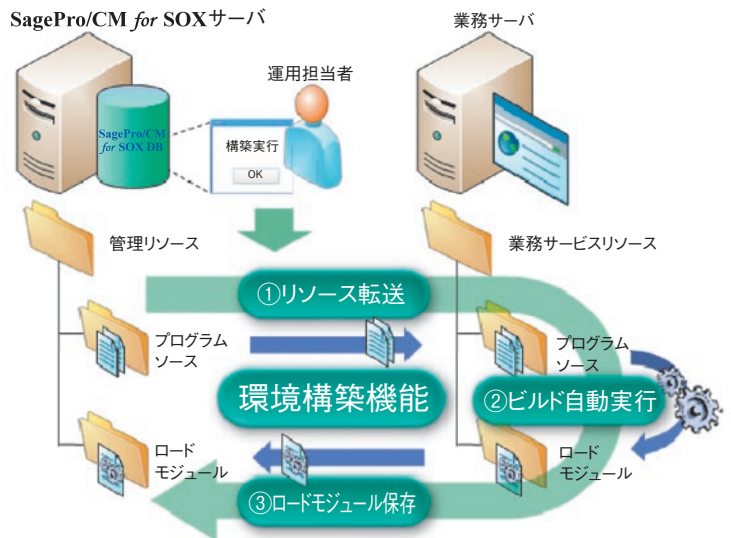 SagePro/CM for SOXサーバ
業務サーバ
運用担当者
SagePro/CM
for SOX DB
構築実行
OK
管理リソース
業務サービスリソース
①リソース転送
プログラム
ソース
プログラム
ソース
環境構築機能
②ビルド自動実行
ロード
モジュール
ロード
モジュール
③ロードモジュール保存